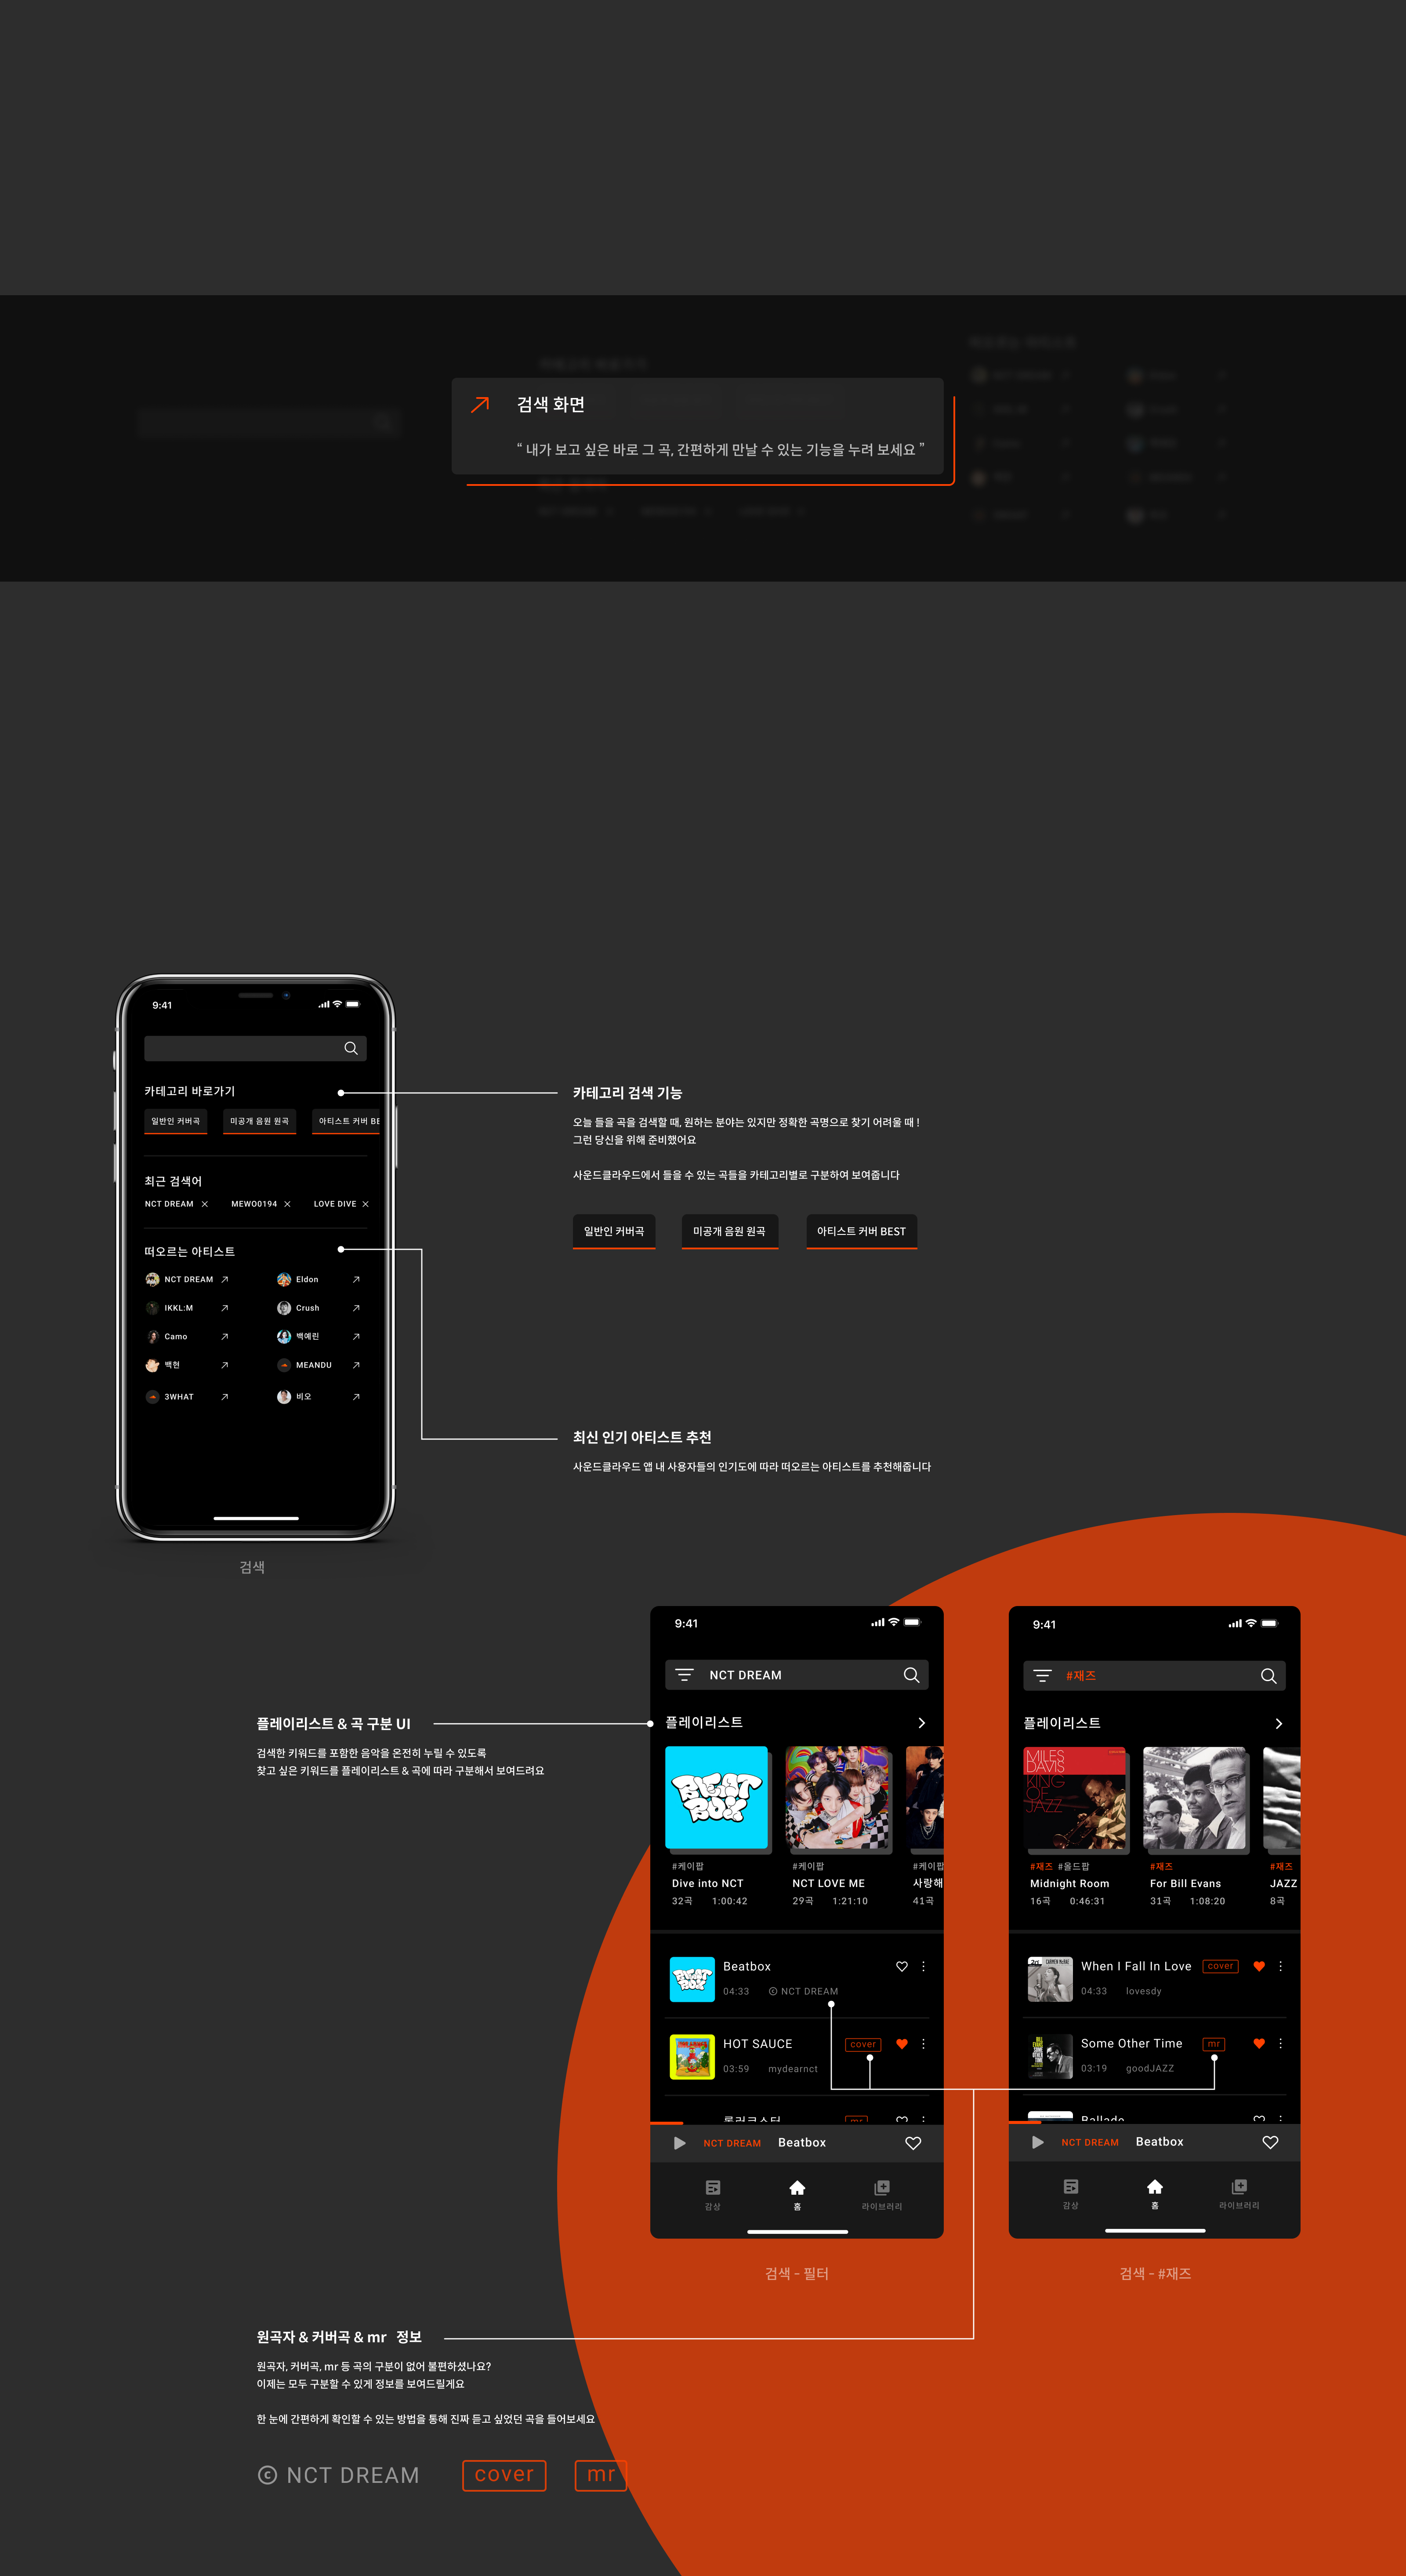 검색 화면
“ 내가 보고 싶은 바로 그 곡, 간편하게 만날 수 있는 기능을 누려 보세요 ”
9:41
카테고리 바로가기
일반인 커버곡
미공개 음원 원곡
아티스트 커버 BE
최근 검색어
NCT DREAM
MEWO0194
LOVE DIVE
떠오르는 아티스트
NCT DREAM
Eldon
IKKL:M
Crush
Camo
백예린
백현
MEANDU
3WHAT
비오
검색
카테고리 검색 기능
오늘 들을 곡을 검색할 때, 원하는 분야는 있지만 정확한 곡명으로 찾기 어려울 때 !
그런 당신을 위해 준비했어요
사운드클라우드에서 들을 수 있는 곡들을 카테고리별로 구분하여 보여줍니다
일반인 커버곡
미공개 음원 원곡
아티스트 커버 BEST
최신 인기 아티스트 추천
사운드클라우드 앱 내 사용자들의 인기도에 따라 떠오르는 아티스트를 추천해줍니다
플레이리스트 & 곡 구분 UI
검색한 키워드를 포함한 음악을 온전히 누릴 수 있도록
찾고 싶은 키워드를 플레이리스트 & 곡에 따라 구분해서 보여드려요
9:41
NCT DREAM
플레이리스트
BEAT
BOX
#케이팝
Dive into NCT
32곡 1:00:42
#케이팝
NCT LOVE ME
29곡 1:21:10
#케이팝
사랑해
41곡
Beatbox
04:33 © NCT DREAM
HOT SAUCE cover
03:59 mydearnct
롤러코스터 mr
NCT DREAM Beatbox
감상
홈
라이브러리
검색 - 필터
9:41
#재즈
플레이리스트
MILES
DAVIS
KING
OF
JAZZ
#재즈 #올드팝
Midnight Room
16곡 0:46:31
#재즈
For Bill Evans
31곡 1:08:20
#재즈
JAZZ
8곡
When I Fall In Love cover
04:33 lovesdy
Some Other Time mr
03:19 goodJAZZ
Ballade
NCT DREAM Beatbox
감상
홈
라이브러리
검색 - #재즈
원곡자 & 커버곡 & mr 정보
원곡자, 커버곡, mr 등 곡의 구분이 없어 불편하셨나요?
이제는 모두 구분할 수 있게 정보를 보여드릴게요
한 눈에 간편하게 확인할 수 있는 방법을 통해 진짜 듣고 싶었던 곡을 들어보세요
© NCT DREAM
cover
mr